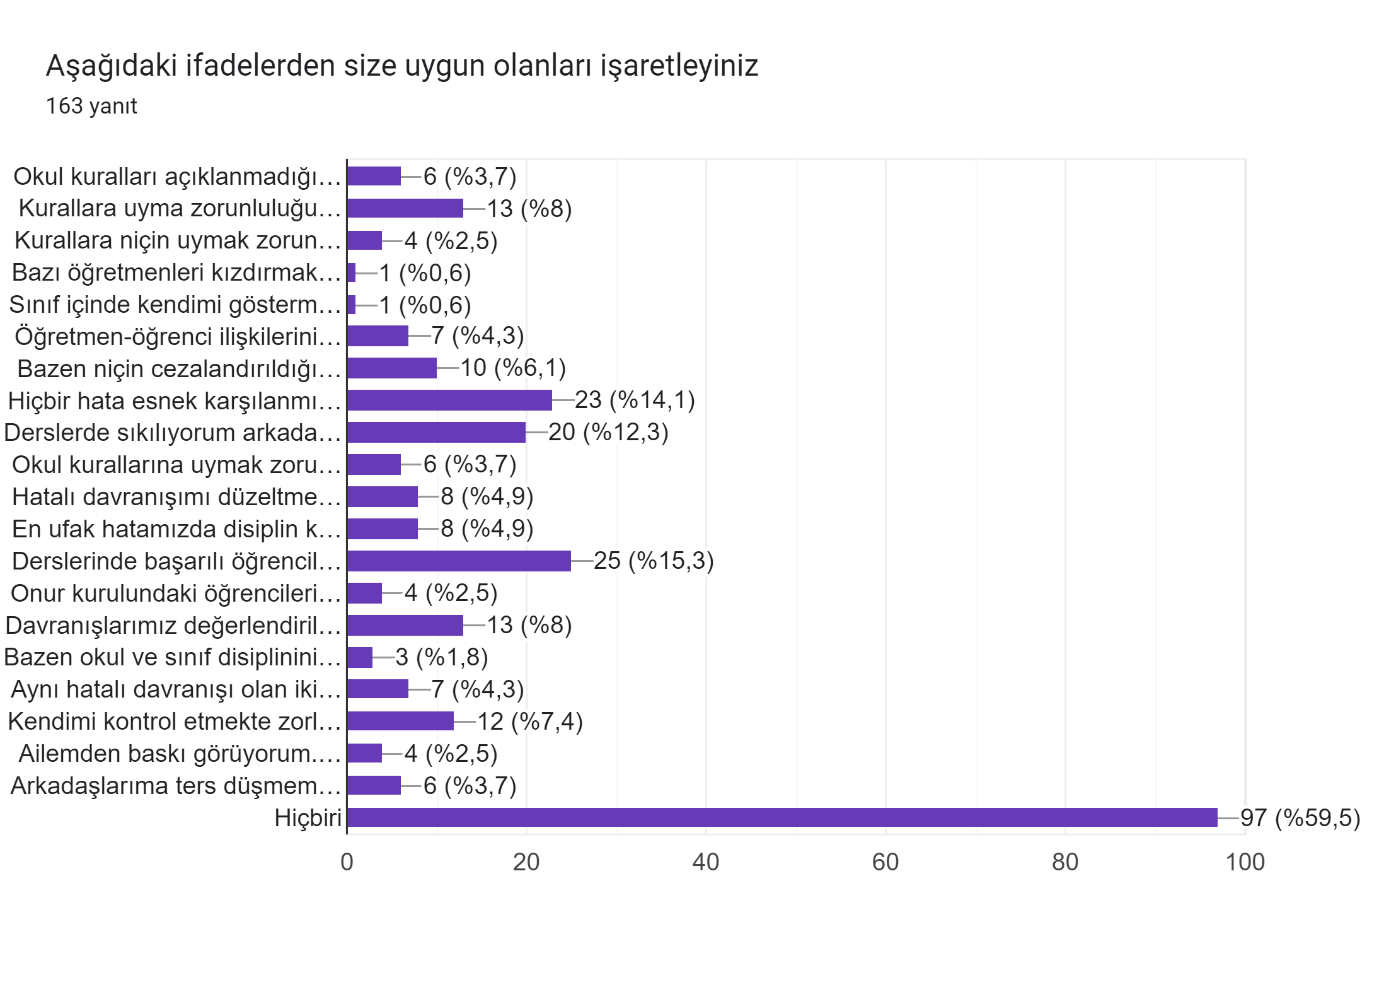 Aşağıdaki ifadelerden size uygun olanları işaretleyiniz
163 yanıt
Okul kuralları açıklanmadığı… 6 (%3,7)
Kurallara uyma zorunluluğu… 13 (%8)
Kurallara niçin uymak zorun… 4 (%2,5)
Bazı öğretmenleri kızdırmak… 1 (%0,6)
Sınıf içinde kendimi gösterm… 1 (%0,6)
Öğretmen-öğrenci ilişkilerini… 7 (%4,3)
Bazen niçin cezalandırıldığı… 10 (%6,1)
Hiçbir hata esnek karşılanmı… 23 (%14,1)
Derslerde sıkılıyorum arkada… 20 (%12,3)
Okul kurallarına uymak zoru… 6 (%3,7)
Hatalı davranışımı düzeltme… 8 (%4,9)
En ufak hatamızda disiplin k… 8 (%4,9)
Derslerinde başarılı öğrencil… 25 (%15,3)
Onur kurulundaki öğrencileri… 4 (%2,5)
Davranışlarımız değerlendiril… 13 (%8)
Bazen okul ve sınıf disiplinini… 3 (%1,8)
Aynı hatalı davranışı olan iki… 7 (%4,3)
Kendimi kontrol etmekte zorl… 12 (%7,4)
Ailemden baskı görüyorum.… 4 (%2,5)
Arkadaşlarıma ters düşmem… 6 (%3,7)
Hiçbiri 97 (%59,5)
0 20 40 60 80 100